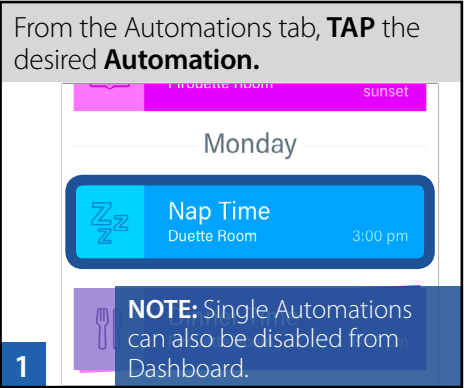 From the Automations tab, TAP the
desired Automation.
Pirouette Room
sunset
Monday
Nap Time
Duette Room 3:00 pm
NOTE: Single Automations
can also be disabled from
Dashboard.
1